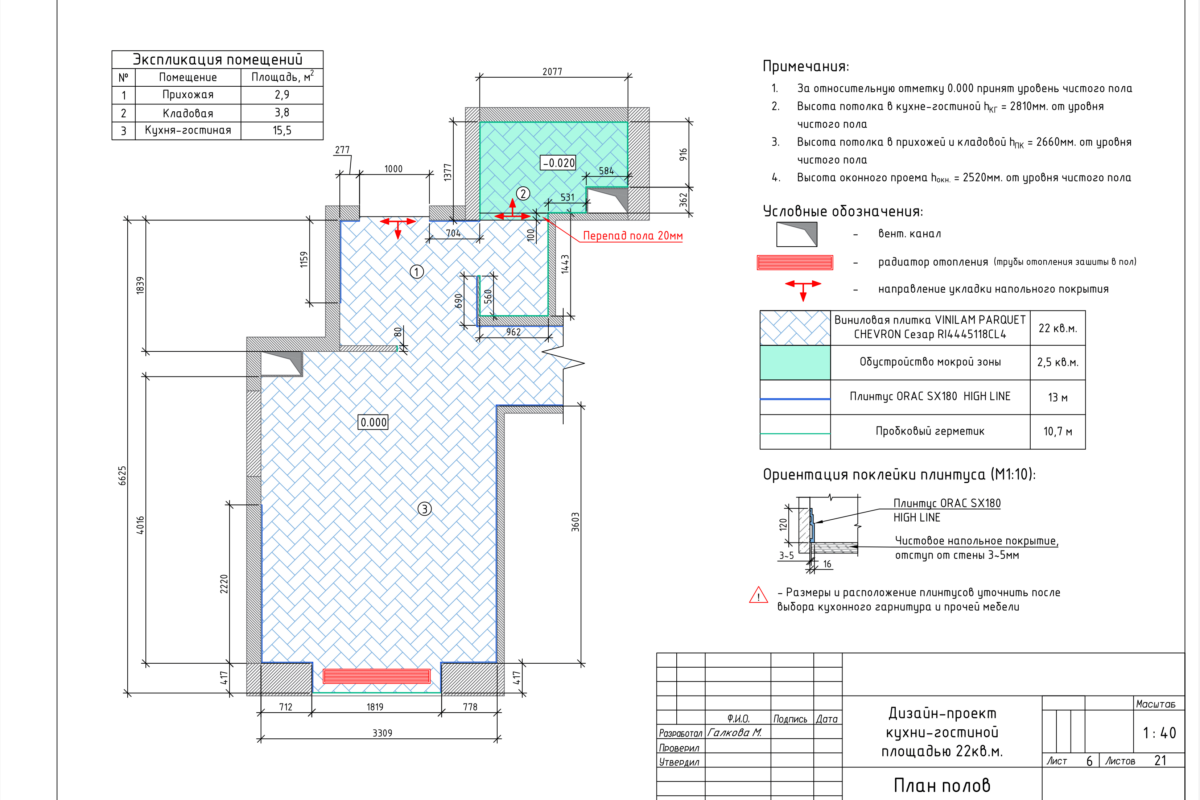 Экспликация помещений
№ Помещение Площадь, м²
1 Прихожая 2,9
2 Кладовая 3,8
3 Кухня-гостиная 15,5
2077
277
1000
1377
-0.020
584
916
2
531
362
704
100
Перепад пола 20мм
1159
1
1443
1839
690
560
80
962
0.000
6625
3
4016
3603
2220
417
417
712
1819
778
3309
Примечания:
1. За относительную отметку 0.000 принят уровень чистого пола
2. Высота потолка в кухне-гостиной hКГ = 2810мм. от уровня
чистого пола
3. Высота потолка в прихожей и кладовой hПК = 2660мм. от уровня
чистого пола
4. Высота оконного проема hокн. = 2520мм. от уровня чистого пола
Условные обозначения:
- вент. канал
- радиатор отопления (трубы отопления зашиты в пол)
- направление укладки напольного покрытия
Виниловая плитка VINILAM PARQUET
CHEVRON Сезар RI4445118CL4
22 кв.м.
Обустройство мокрой зоны 2,5 кв.м.
Плинтус ORAC SX180 HIGH LINE 13 м
Пробковый герметик 10,7 м
Ориентация поклейки плинтуса (М1:10):
Плинтус ORAC SX180
HIGH LINE
120
Чистовое напольное покрытие,
отступ от стены 3~5мм
3~5
16
! - Размеры и расположение плинтусов уточнить после
выбора кухонного гарнитура и прочей мебели
Ф.И.О. Подпись Дата
Разработал Галкова М.
Проверил
Утвердил
Дизайн-проект
кухни-гостиной
площадью 22кв.м.
План полов
Масштаб
1 : 40
Лист 6 Листов 21